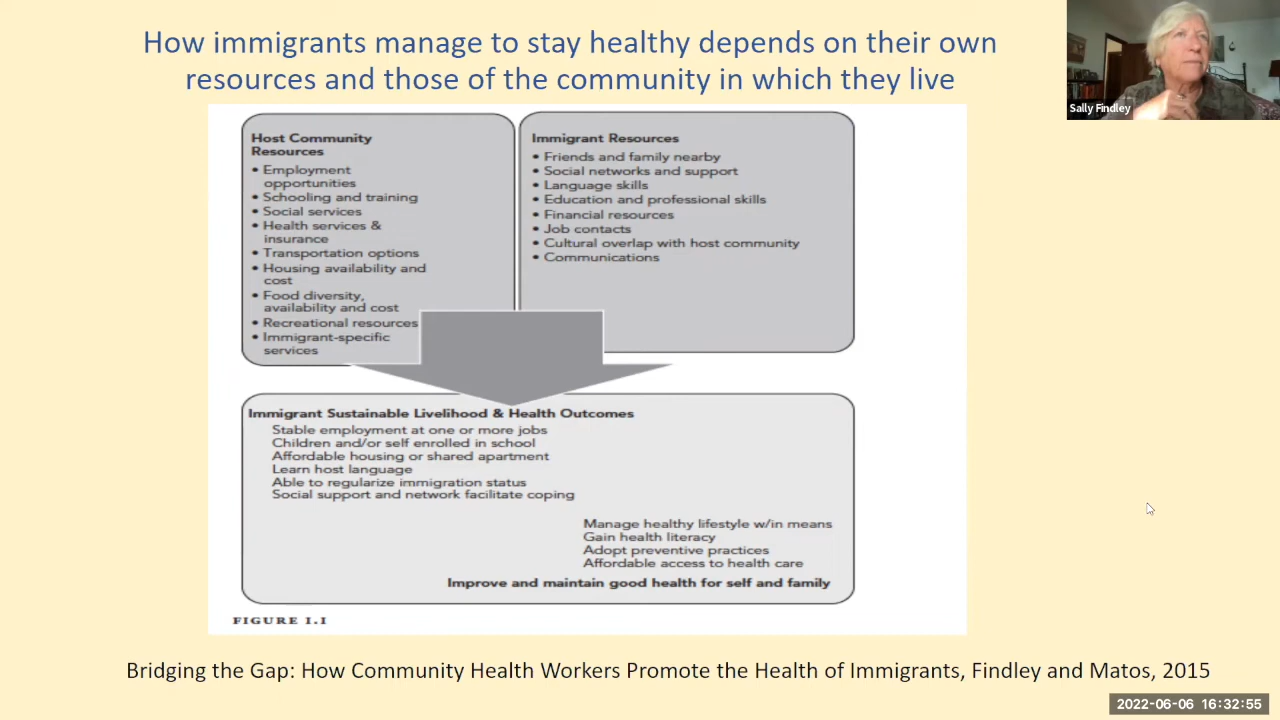 How immigrants manage to stay healthy depends on their own
resources and those of the community in which they live
Sally Findley
Host Community
Resources
• Employment
opportunities
• Schooling and training
• Social services
• Health services &
insurance
• Transportation options
• Housing availability and
cost
• Food diversity,
availability and cost
• Recreational resources
• Immigrant-specific
services
Immigrant Resources
• Friends and family nearby
• Social networks and support
• Language skills
• Education and professional skills
• Financial resources
• Job contacts
• Cultural overlap with host community
• Communications
Immigrant Sustainable Livelihood & Health Outcomes
Stable employment at one or more jobs
Children and/or self enrolled in school
Affordable housing or shared apartment
Learn host language
Able to regularize immigration status
Social support and network facilitate coping
Manage healthy lifestyle w/in means
Gain health literacy
Adopt preventive practices
Affordable access to health care
Improve and maintain good health for self and family
FIGURE 1.1
Bridging the Gap: How Community Health Workers Promote the Health of Immigrants, Findley and Matos, 2015
2022-06-06 16:32:55